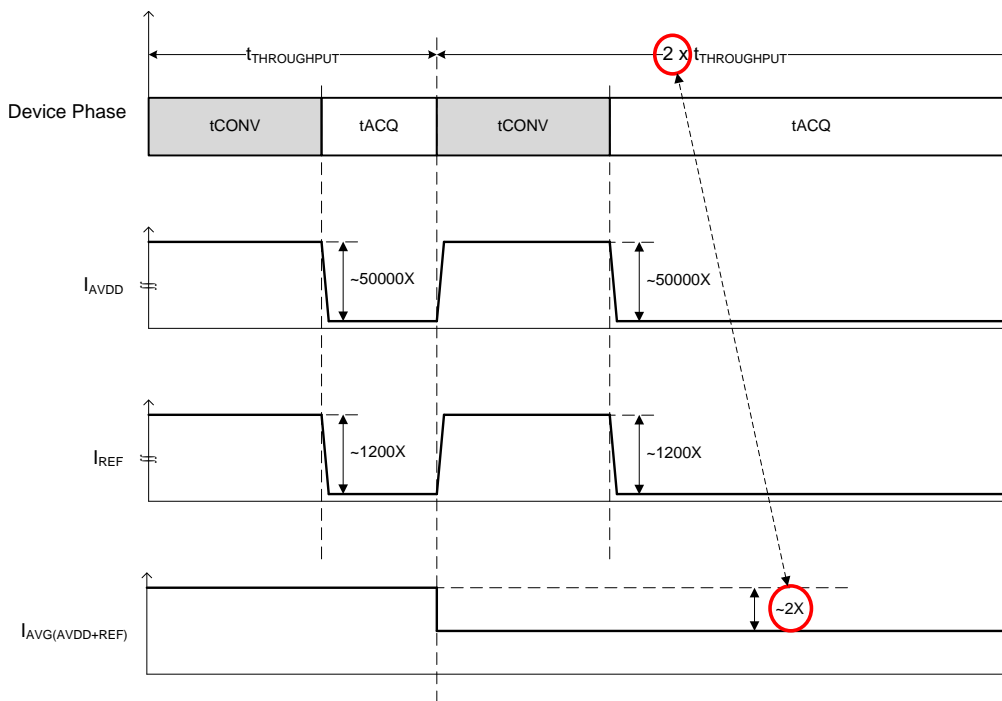 tTHROUGHPUT
2 x tTHROUGHPUT
Device Phase
tCONV
tACQ
tCONV
tACQ
IAVDD
~50000X
~50000X
IREF
~1200X
~1200X
IAVG(AVDD+REF)
~2X